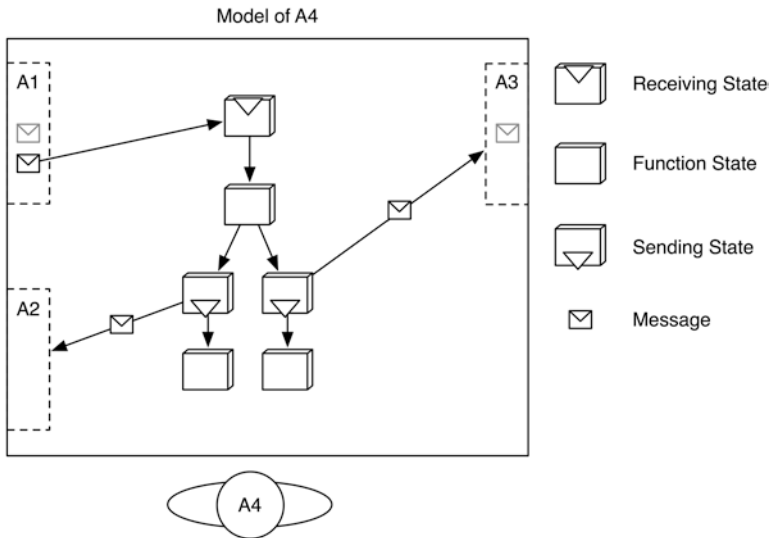 Model of A4
A1
A3
A2
A4
Receiving State
Function State
Sending State
Message